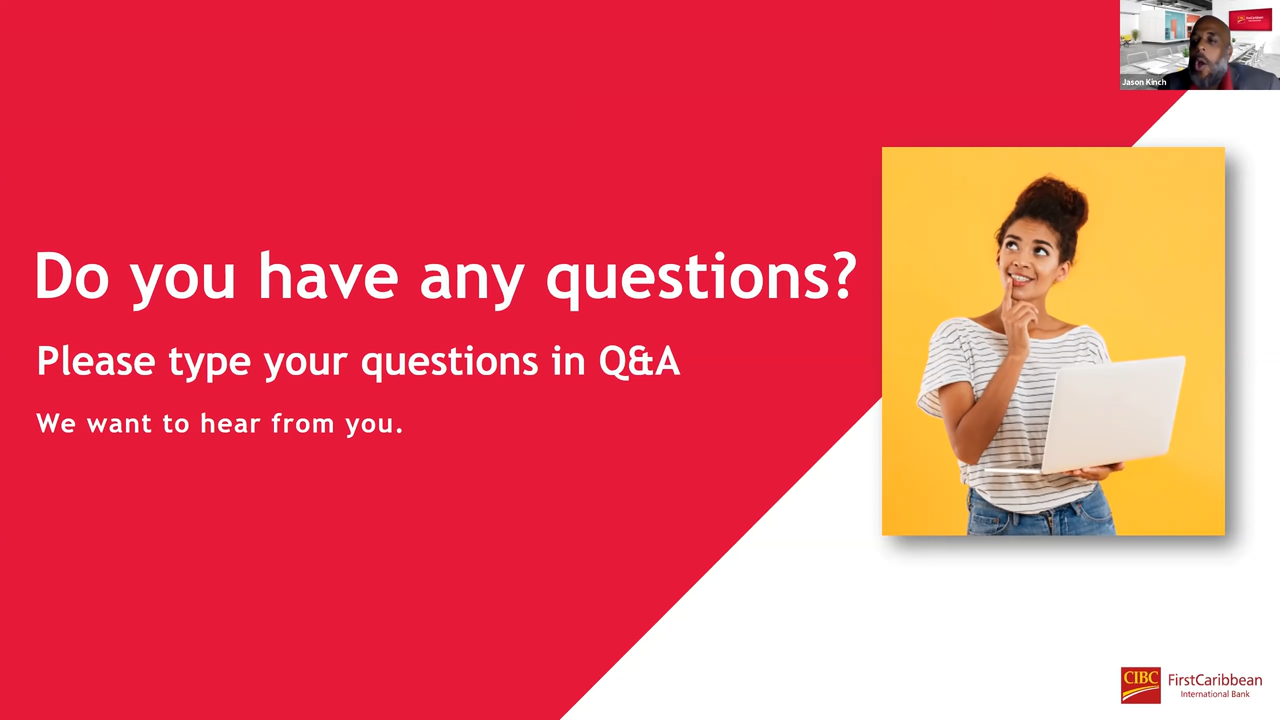 Jason Kinch
Do you have any questions?
Please type your questions in Q&A
We want to hear from you.
CIBC
FirstCaribbean
International Bank